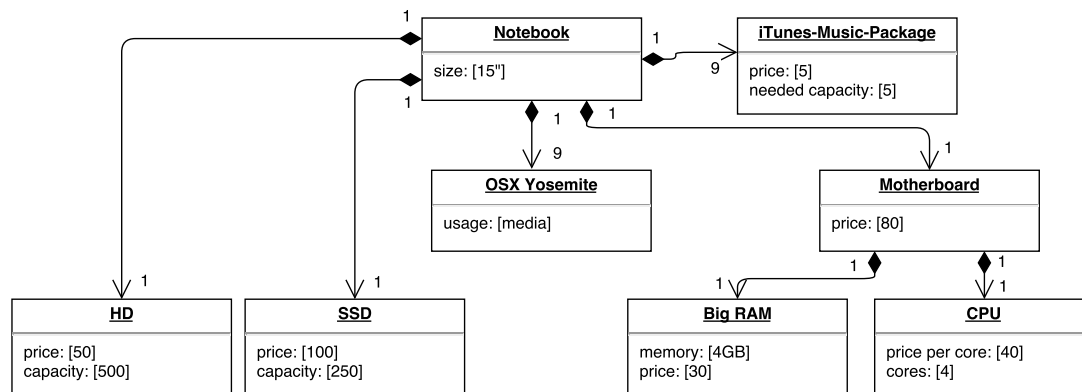 1
Notebook
size: [15"]
1
9
iTunes-Music-Package
price: [5]
needed capacity: [5]
1
1
9
1
1
OSX Yosemite
usage: [media]
Motherboard
price: [80]
1
1
1
1
1
1
HD
price: [50]
capacity: [500]
SSD
price: [100]
capacity: [250]
Big RAM
memory: [4GB]
price: [30]
CPU
price per core: [40]
cores: [4]